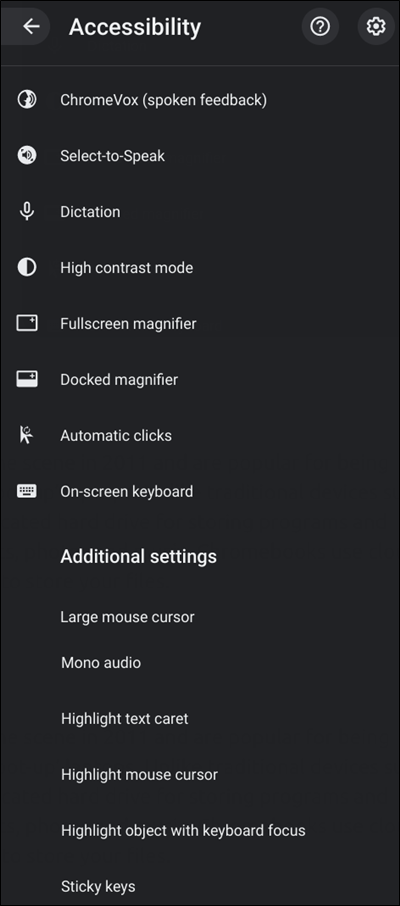 Accessibility
ChromeVox (spoken feedback)
Select-to-Speak
Dictation
High contrast mode
Fullscreen magnifier
Docked magnifier
Automatic clicks
On-screen keyboard
Additional settings
Large mouse cursor
Mono audio
Highlight text caret
Highlight mouse cursor
Highlight object with keyboard focus
Sticky keys